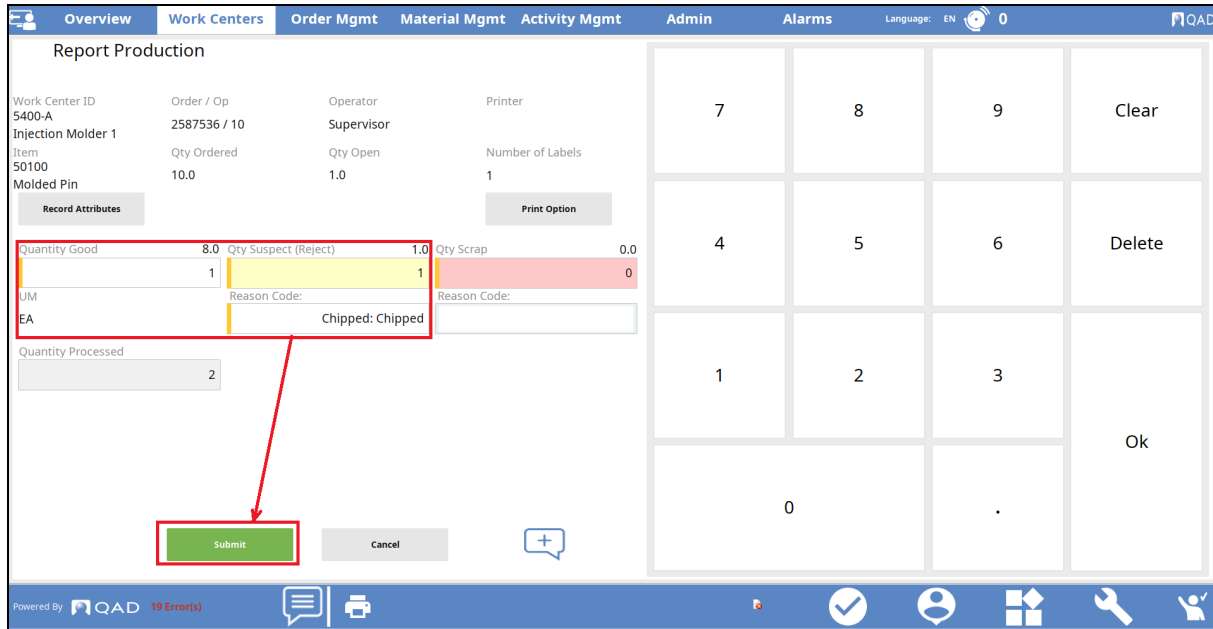 Overview Work Centers Order Mgmt Material Mgmt Activity Mgmt Admin Alarms Language: EN 0 QAD
Report Production
Work Center ID Order / Op Operator Printer
5400-A 2587536 / 10 Supervisor
Injection Molder 1
Item Qty Ordered Qty Open Number of Labels
50100 10.0 1.0 1
Molded Pin
Record Attributes Print Option
Quantity Good 8.0 Qty Suspect (Reject) 1.0 Qty Scrap 0.0
1 1 0
UM Reason Code: Reason Code:
EA Chipped: Chipped
Quantity Processed
2
Submit Cancel
7 8 9 Clear
4 5 6 Delete
1 2 3 Ok
0 .
Powered By QAD 19 Error(s)